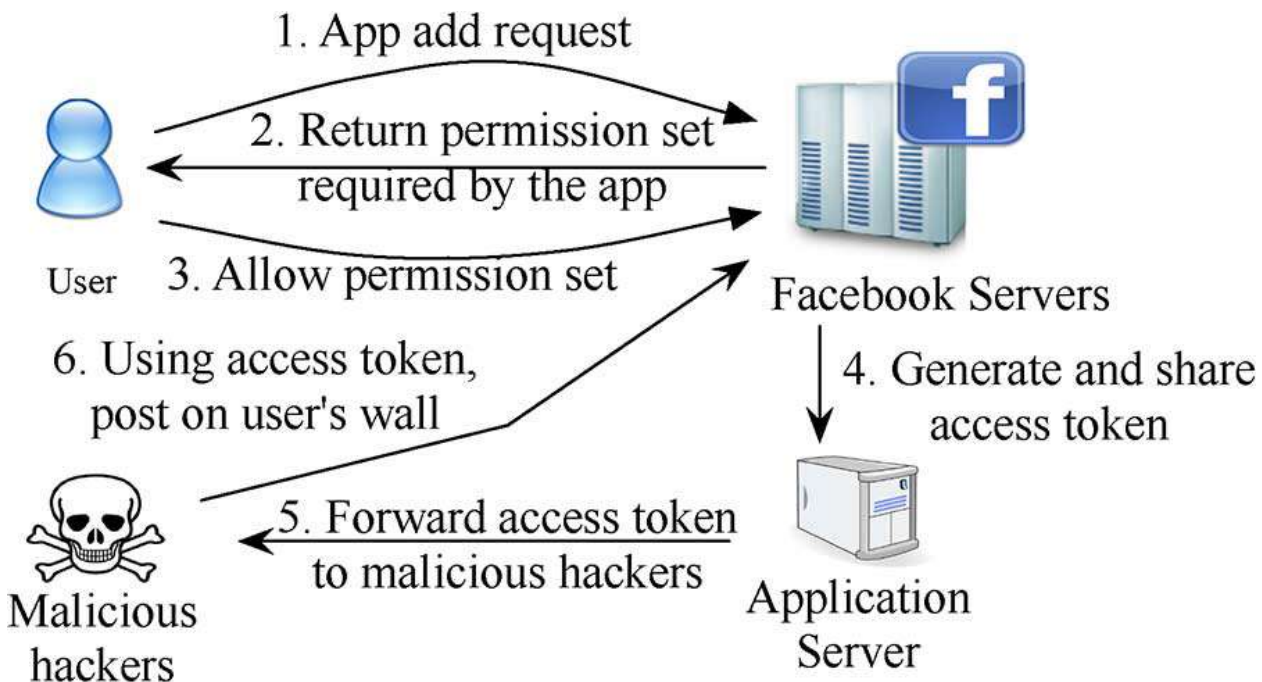 1. App add request
f
2. Return permission set
required by the app
3. Allow permission set
User
Facebook Servers
6. Using access token,
post on user's wall
4. Generate and share
access token
5. Forward access token
to malicious hackers
Malicious
hackers
Application
Server